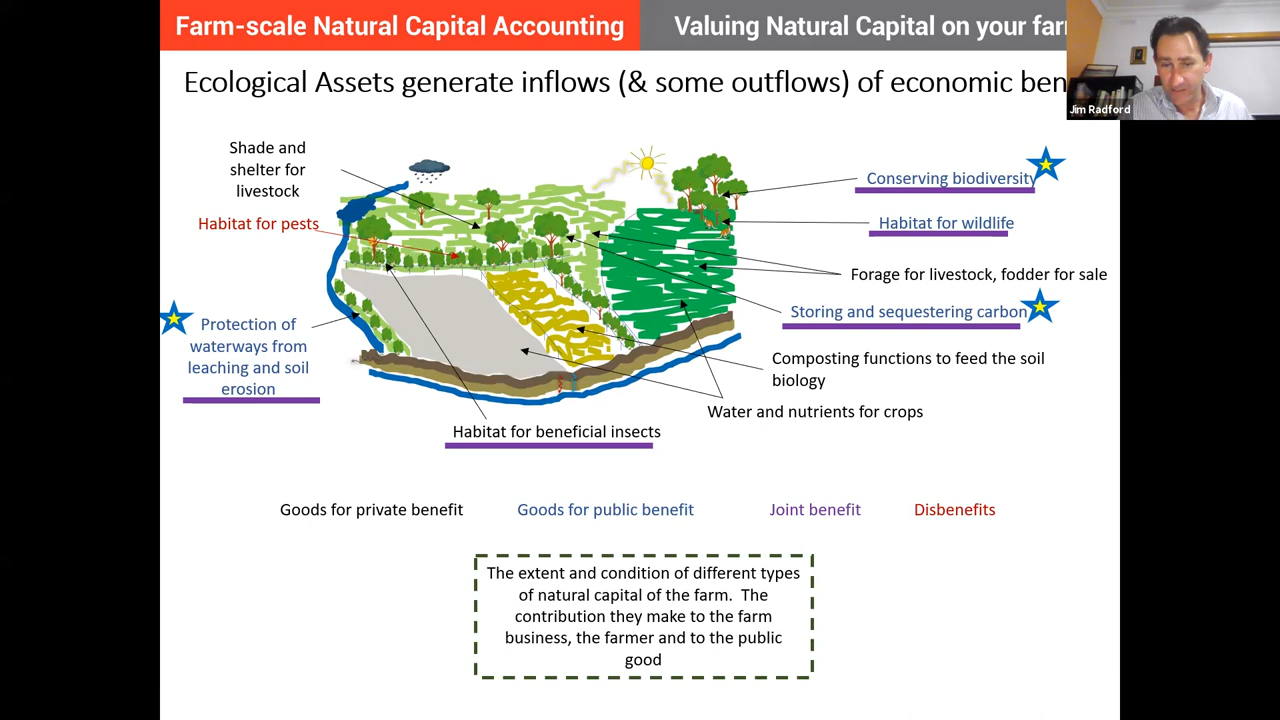 Farm-scale Natural Capital Accounting
Valuing Natural Capital on your
Jim Radford
Ecological Assets generate inflows (& some outflows) of economic
Shade and
shelter for
livestock
Habitat for pests
Protection of
waterways from
leaching and soil
erosion
Habitat for beneficial insects
Conserving biodiversity
Habitat for wildlife
Forage for livestock, fodder for sale
Storing and sequestering carbon
Composting functions to feed the soil
biology
Water and nutrients for crops
Goods for private benefit
Goods for public benefit
Joint benefit
Disbenefits
The extent and condition of different types
of natural capital of the farm. The
contribution they make to the farm
business, the farmer and to the public
good